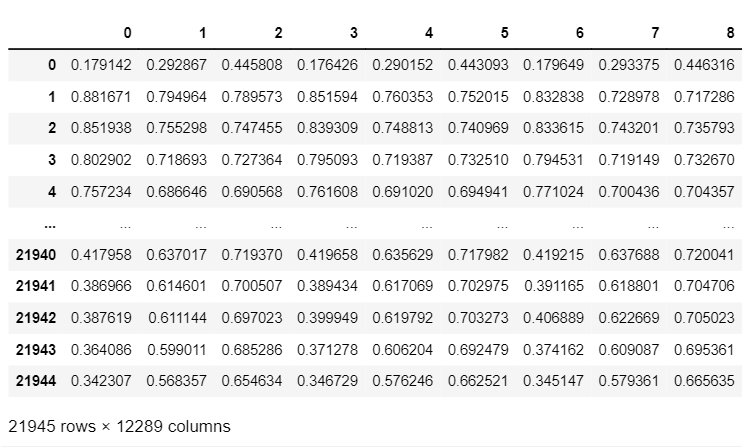 0 1 2 3 4 5 6 7 8
0 0.179142 0.292867 0.445808 0.176426 0.290152 0.443093 0.179649 0.293375 0.446316
1 0.881671 0.794964 0.789573 0.851594 0.760353 0.752015 0.832838 0.728978 0.717286
2 0.851938 0.755298 0.747455 0.839309 0.748813 0.740969 0.833615 0.743201 0.735793
3 0.802902 0.718693 0.727364 0.795093 0.719387 0.732510 0.794531 0.719149 0.732670
4 0.757234 0.686646 0.690568 0.761608 0.691020 0.694941 0.771024 0.700436 0.704357
... ... ... ... ... ... ... ... ... ...
21940 0.417958 0.637017 0.719370 0.419658 0.635629 0.717982 0.419215 0.637688 0.720041
21941 0.386966 0.614601 0.700507 0.389434 0.617069 0.702975 0.391165 0.618801 0.704706
21942 0.387619 0.611144 0.697023 0.399949 0.619792 0.703273 0.406889 0.622669 0.705023
21943 0.364086 0.599011 0.685286 0.371278 0.606204 0.692479 0.374162 0.609087 0.695361
21944 0.342307 0.568357 0.654634 0.346729 0.576246 0.662521 0.345147 0.579361 0.665635
21945 rows × 12289 columns